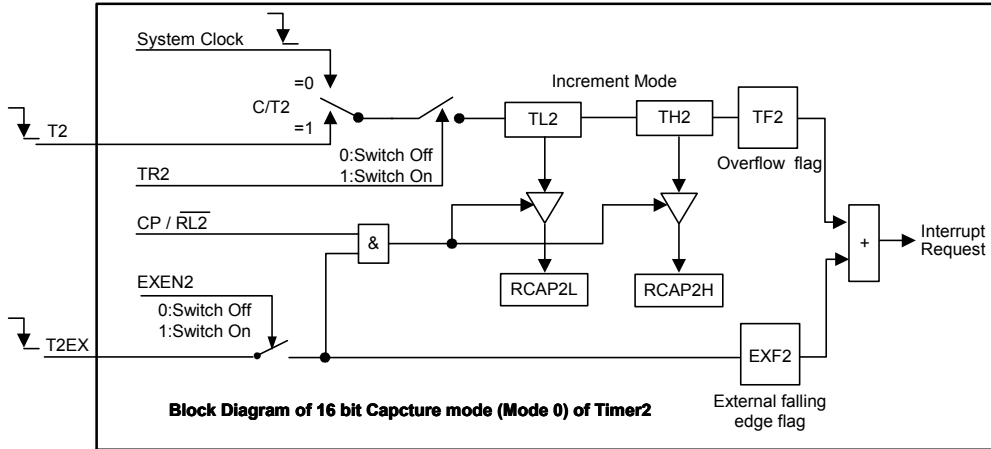 System Clock
Increment Mode
=0
C/T2
=1
T2
TL2
TH2
TF2
Overflow flag
0:Switch Off
1:Switch On
TR2
CP / RL2
&
+
Interrupt
Request
RCAP2L
RCAP2H
EXEN2
0:Switch Off
1:Switch On
T2EX
EXF2
External falling
edge flag
Block Diagram of 16 bit Capcture mode (Mode 0) of Timer2